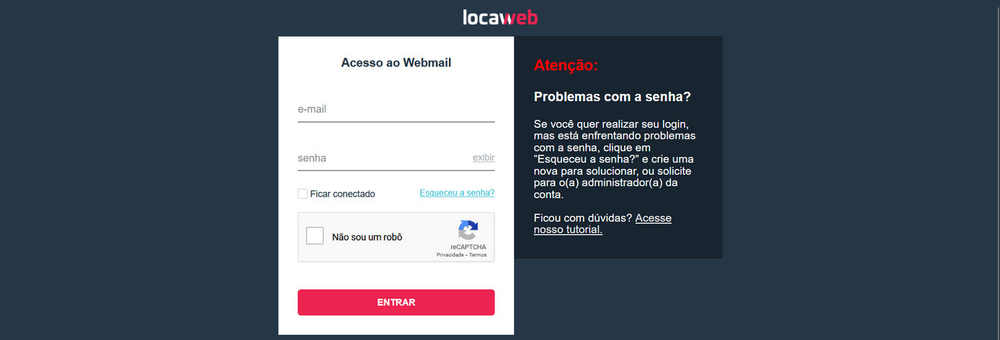 locaweb
Acesso ao Webmail
e-mail
senha
exibir
Ficar conectado
Esqueceu a senha?
Não sou um robô
reCAPTCHA
Privacidade - Termos
ENTRAR
Atenção:
Problemas com a senha?
Se você quer realizar seu login,
mas está enfrentando problemas
com a senha, clique em
“Esqueceu a senha?” e crie uma
nova para solucionar, ou solicite
para o(a) administrador(a) da
conta.
Ficou com dúvidas? Acesse
nosso tutorial.